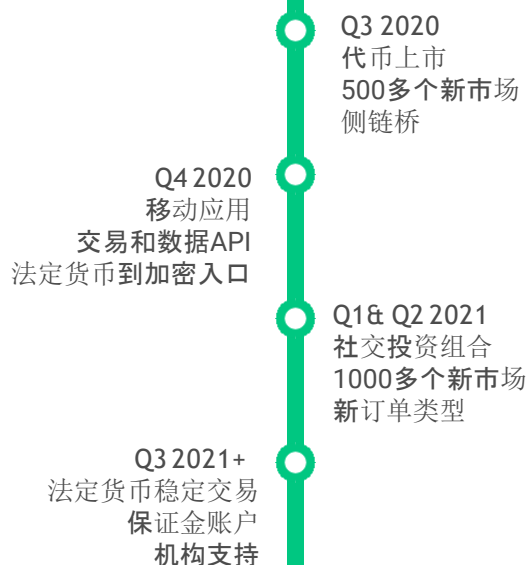 Q3 2020
代币上市
500多个新市场
侧链桥
Q4 2020
移动应用
交易和数据API
法定货币到加密入口
Q1& Q2 2021
社交投资组合
1000多个新市场
新订单类型
Q3 2021+
法定货币稳定交易
保证金账户
机构支持